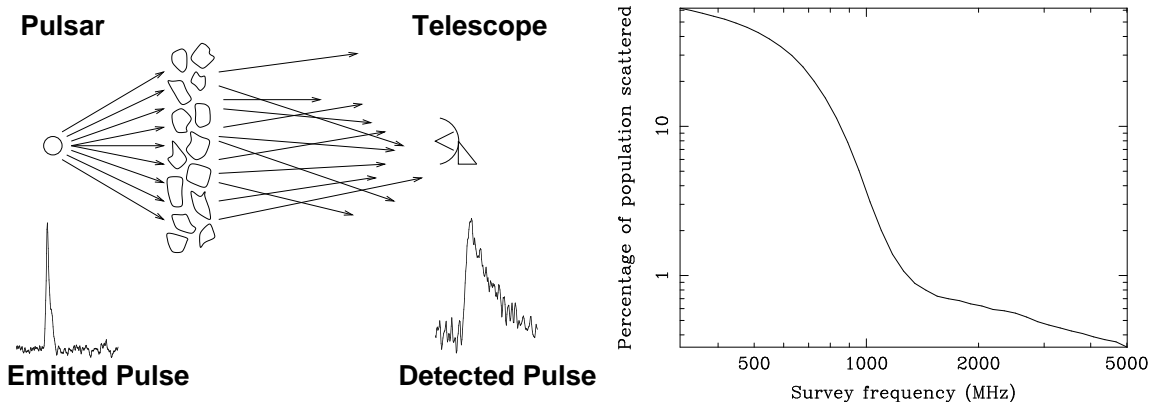 Pulsar
Telescope
Emitted Pulse
Detected Pulse
Percentage of population scattered
10
1
500
1000
2000
5000
Survey frequency (MHz)